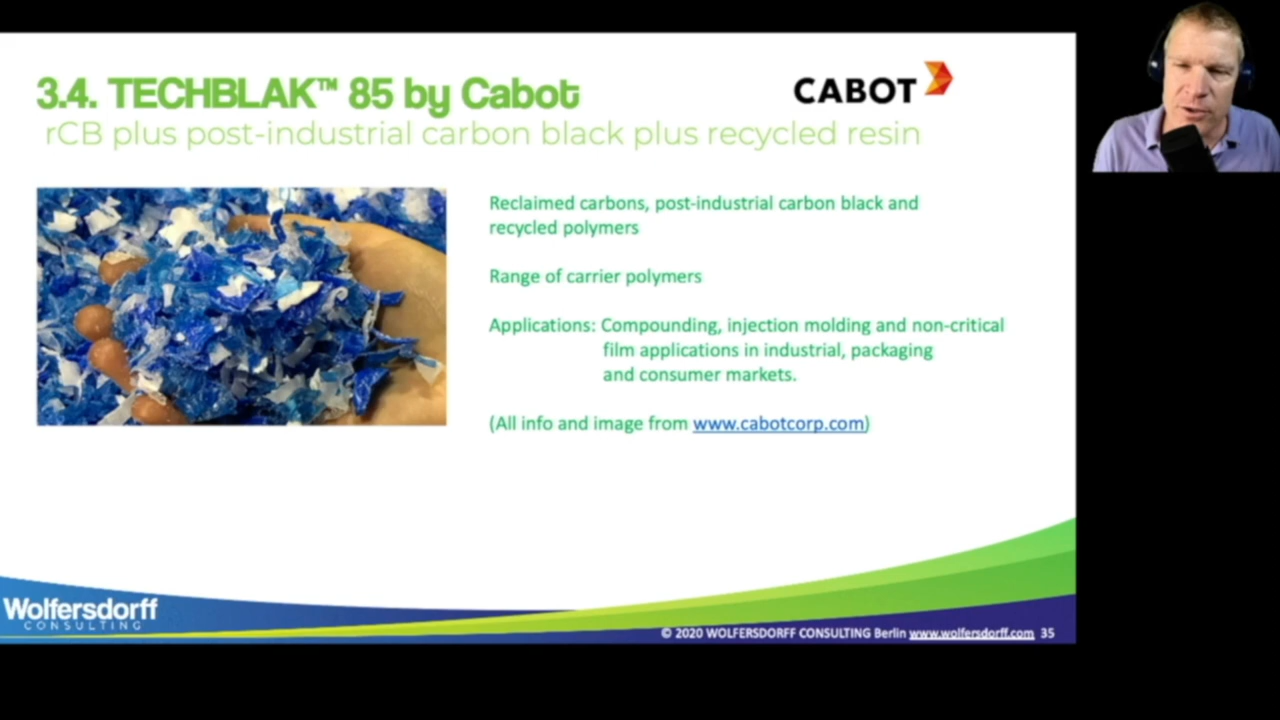 3.4. TECHBLAK™ 85 by Cabot
CABOT
rCB plus post-industrial carbon black plus recycled resin
Reclaimed carbons, post-industrial carbon black and
recycled polymers
Range of carrier polymers
Applications: Compounding, injection molding and non-critical
film applications in industrial, packaging
and consumer markets.
(All info and image from www.cabotcorp.com)
Wolfersdorff
CONSULTING
© 2020 WOLFERSDORFF CONSULTING Berlin www.wolfersdorff.com 35